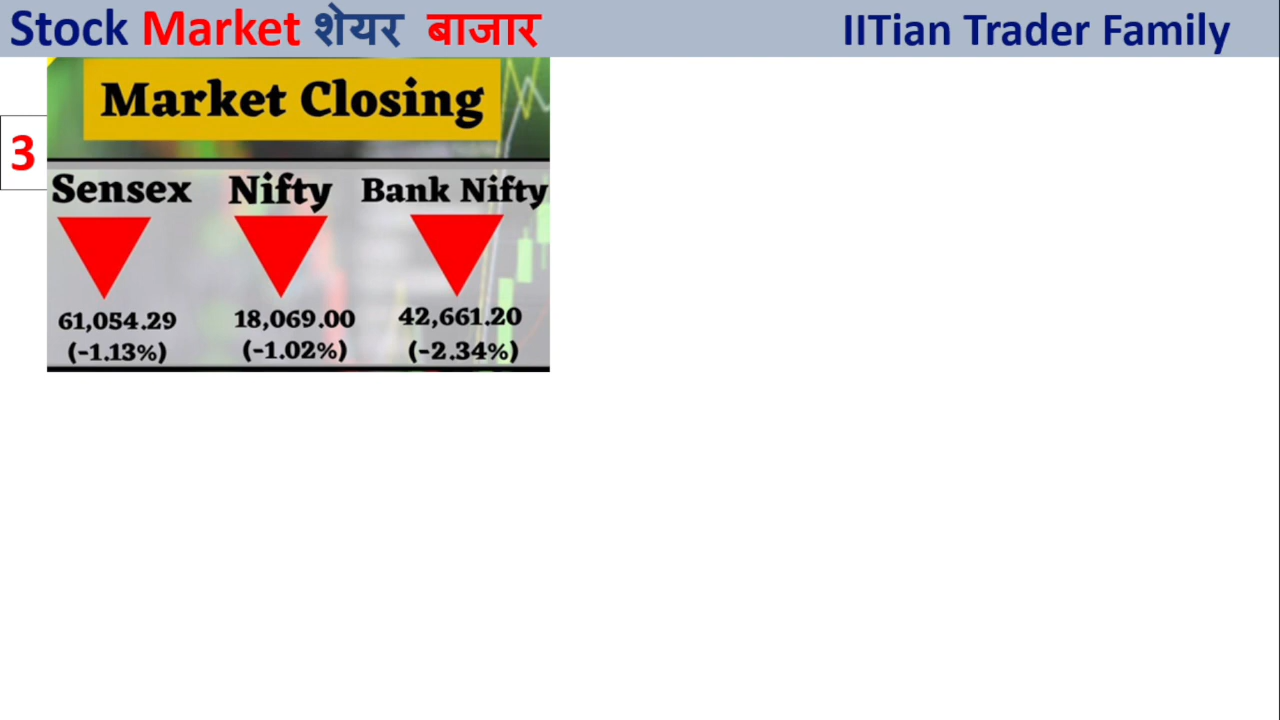 Stock Market शेयर बाजार IITian Trader Family
Market Closing
3
Sensex Nifty Bank Nifty
61,054.29 18,069.00 42,661.20
(-1.13%) (-1.02%) (-2.34%)